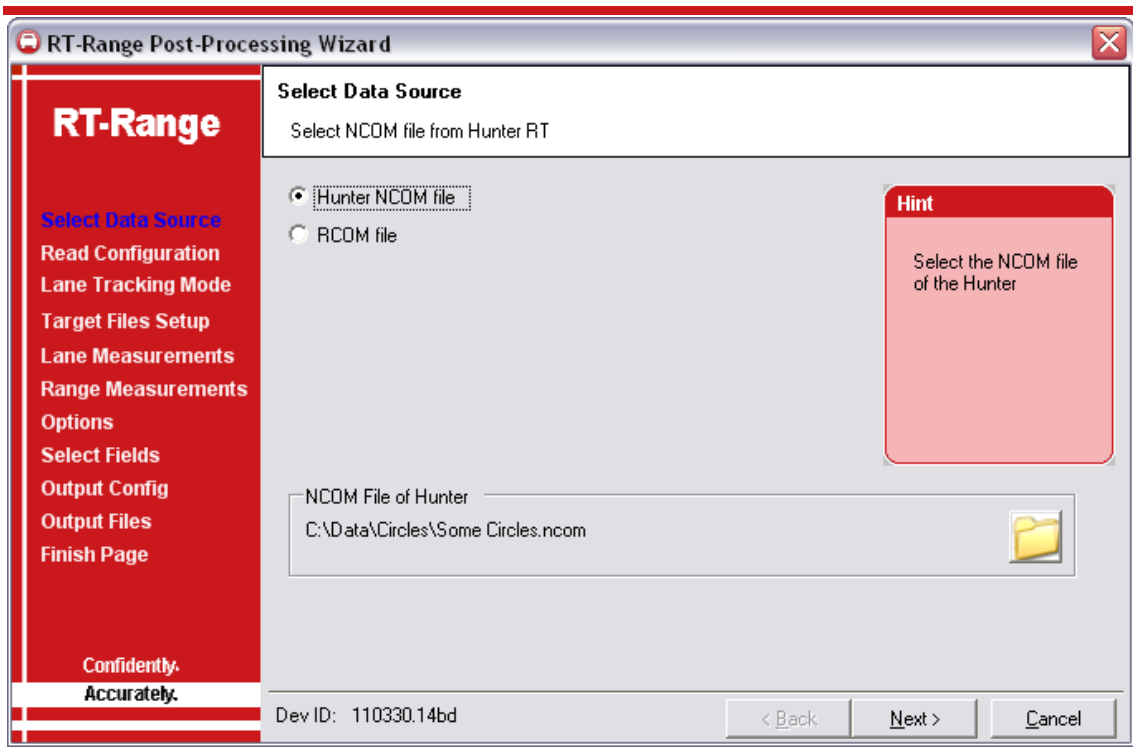 RT-Range Post-Processing Wizard
RT-Range
Select Data Source
Read Configuration
Lane Tracking Mode
Target Files Setup
Lane Measurements
Range Measurements
Options
Select Fields
Output Config
Output Files
Finish Page
Confidently.
Accurately.
Select Data Source
Select NCOM file from Hunter RT
Hunter NCOM file
RCOM file
Hint
Select the NCOM file
of the Hunter
NCOM File of Hunter
C:\Data\Circles\Some Circles.ncom
Dev ID: 110330.14bd
< Back
Next >
Cancel